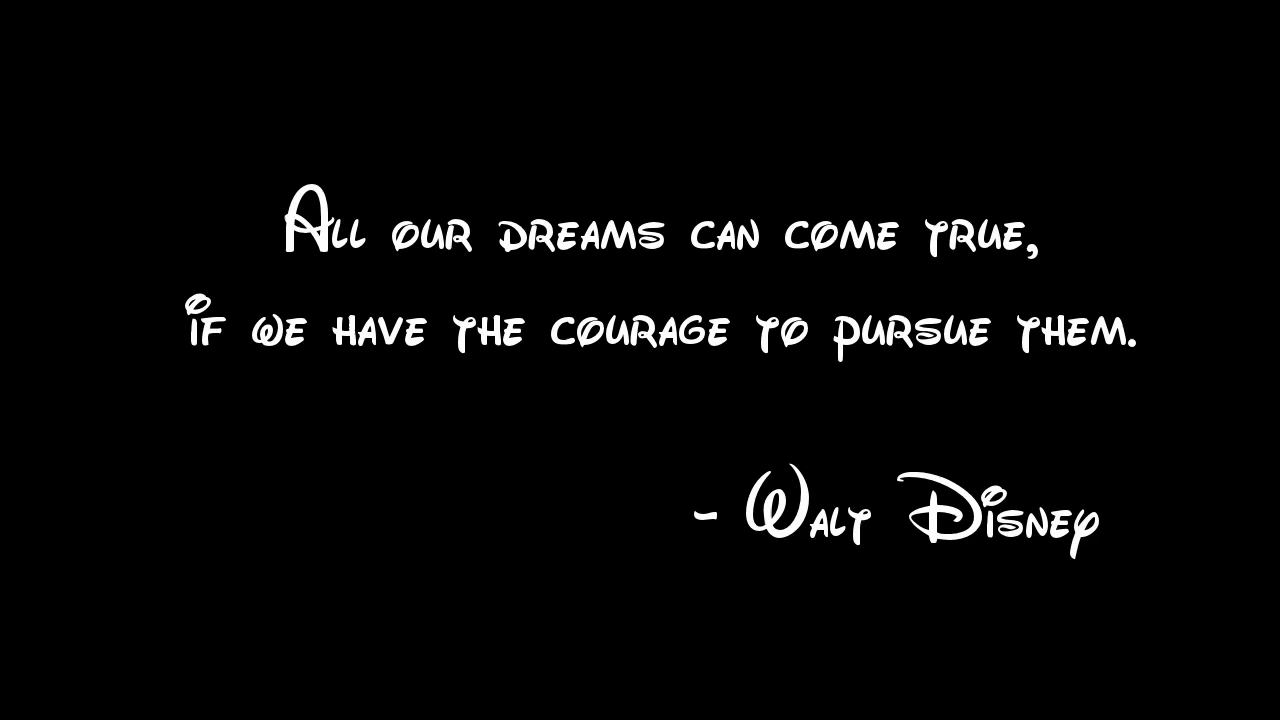 All our dreams can come true,
if we have the courage to pursue them.
- Walt Disney